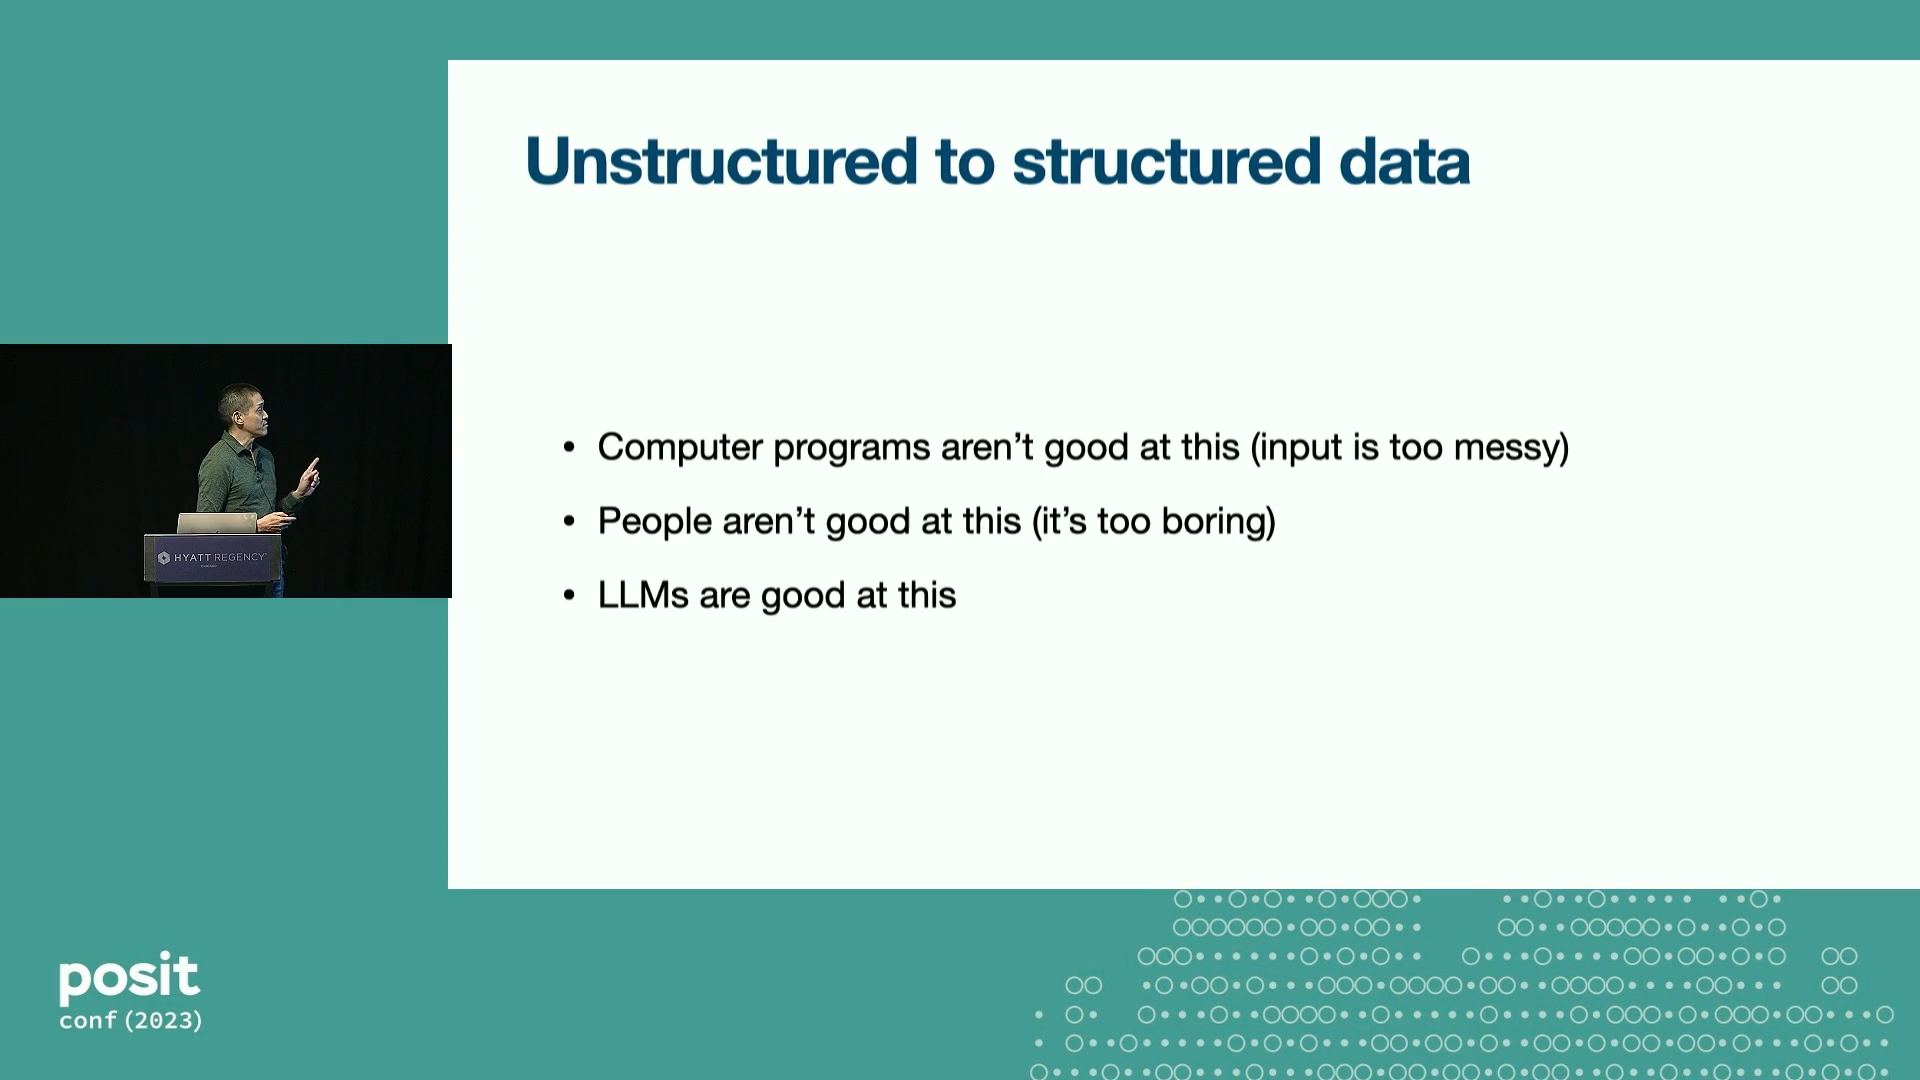 Unstructured to structured data
• Computer programs aren’t good at this (input is too messy)
• People aren’t good at this (it’s too boring)
• LLMs are good at this
HYATT REGENCY
posit
conf (2023)